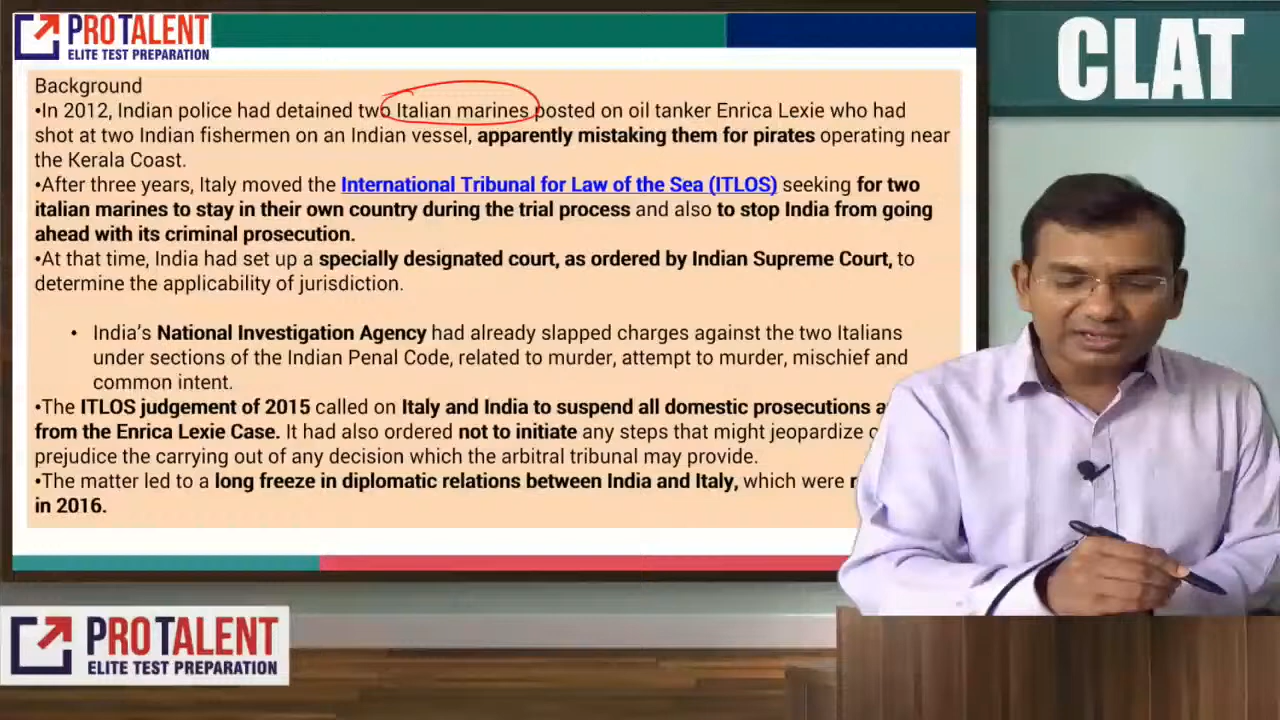 PROTALENT
ELITE TEST PREPARATION
CLAT
Background
•In 2012, Indian police had detained two Italian marines posted on oil tanker Enrica Lexie who had
shot at two Indian fishermen on an Indian vessel, apparently mistaking them for pirates operating near
the Kerala Coast.
•After three years, Italy moved the International Tribunal for Law of the Sea (ITLOS) seeking for two
italian marines to stay in their own country during the trial process and also to stop India from going
ahead with its criminal prosecution.
•At that time, India had set up a specially designated court, as ordered by Indian Supreme Court, to
determine the applicability of jurisdiction.
• India's National Investigation Agency had already slapped charges against the two Italians
under sections of the Indian Penal Code, related to murder, attempt to murder, mischief and
common intent.
•The ITLOS judgement of 2015 called on Italy and India to suspend all domestic prosecutions
from the Enrica Lexie Case. It had also ordered not to initiate any steps that might jeopardize
prejudice the carrying out of any decision which the arbitral tribunal may provide.
•The matter led to a long freeze in diplomatic relations between India and Italy, which were
in 2016.
PROTALENT
ELITE TEST PREPARATION